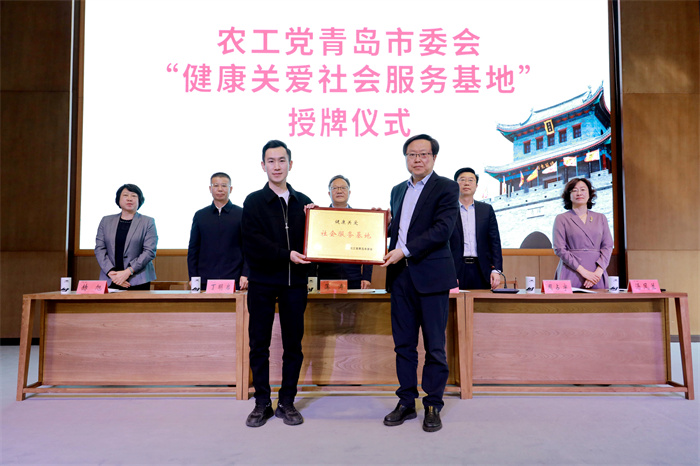 农工党青岛市委会
“健康关爱社会服务基地”
授牌仪式
健康关爱
社会服务基地